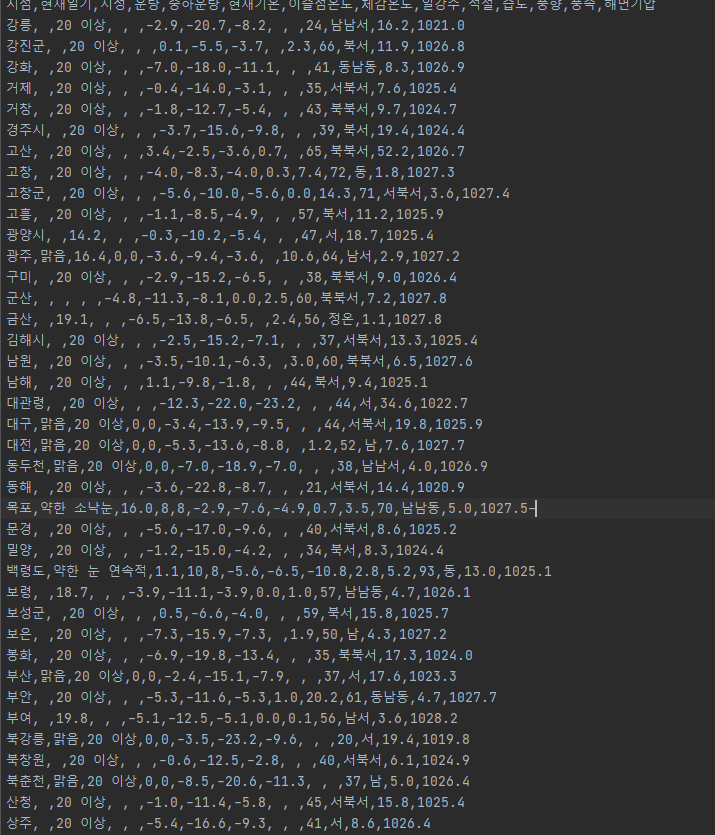 지점,현재일기,시정,운량,중하운량,현재기온,이슬점온도,체감온도,일강수,적설,습도,풍향,풍속,해면기압
강릉, ,20 이상, , ,-2.9,-20.7,-8.2, , ,24,남남서,16.2,1021.0
강진군, ,20 이상, , ,0.1,-5.5,-3.7, ,2.3,66,북서,11.9,1026.8
강화, ,20 이상, , ,-7.0,-18.0,-11.1, , ,41,동남동,8.3,1026.9
거제, ,20 이상, , ,-0.4,-14.0,-3.1, , ,35,서북서,7.6,1025.4
거창, ,20 이상, , ,-1.8,-12.7,-5.4, , ,43,북북서,9.7,1024.7
경주시, ,20 이상, , ,-3.7,-15.6,-9.8, , ,39,북서,19.4,1024.4
고산, ,20 이상, , ,3.4,-2.5,-3.6,0.7, ,65,북북서,52.2,1026.7
고창, ,20 이상, , ,-4.0,-8.3,-4.0,0.3,7.4,72,동,1.8,1027.3
고창군, ,20 이상, , ,-5.6,-10.0,-5.6,0.0,14.3,71,서북서,3.6,1027.4
고흥, ,20 이상, , ,-1.1,-8.5,-4.9, , ,57,북서,11.2,1025.9
광양시, ,14.2, , ,-0.3,-10.2,-5.4, , ,47,서,18.7,1025.4
광주,맑음,16.4,0,0,-3.6,-9.4,-3.6, ,10.6,64,남서,2.9,1027.2
구미, ,20 이상, , ,-2.9,-15.2,-6.5, , ,38,북북서,9.0,1026.4
군산, , , , ,-4.8,-11.3,-8.1,0.0,2.5,60,북북서,7.2,1027.8
금산, ,19.1, , ,-6.5,-13.8,-6.5, ,2.4,56,정온,1.1,1027.8
김해시, ,20 이상, , ,-2.5,-15.2,-7.1, , ,37,서북서,13.3,1025.4
남원, ,20 이상, , ,-3.5,-10.1,-6.3, ,3.0,60,북북서,6.5,1027.6
남해, ,20 이상, , ,1.1,-9.8,-1.8, , ,44,북서,9.4,1025.1
대관령, ,20 이상, , ,-12.3,-22.0,-23.2, , ,44,서,34.6,1022.7
대구,맑음,20 이상,0,0,-3.4,-13.9,-9.5, , ,44,서북서,19.8,1025.9
대전,맑음,20 이상,0,0,-5.3,-13.6,-8.8, ,1.2,52,남,7.6,1027.7
동두천,맑음,20 이상,0,0,-7.0,-18.9,-7.0, , ,38,남남서,4.0,1026.9
동해, ,20 이상, , ,-3.6,-22.8,-8.7, , ,21,서북서,14.4,1020.9
목포,약한 소낙눈,16.0,8,8,-2.9,-7.6,-4.9,0.7,3.5,70,남남동,5.0,1027.5-
문경, ,20 이상, , ,-5.6,-17.0,-9.6, , ,40,서북서,8.6,1025.2
밀양, ,20 이상, , ,-1.2,-15.0,-4.2, , ,34,북서,8.3,1024.4
백령도,약한 눈 연속적,1.1,10,8,-5.6,-6.5,-10.8,2.8,5.2,93,동,13.0,1025.1
보령, ,18.7, , ,-3.9,-11.1,-3.9,0.0,1.0,57,남남동,4.7,1026.1
보성군, ,20 이상, , ,0.5,-6.6,-4.0, , ,59,북서,15.8,1025.7
보은, ,20 이상, , ,-7.3,-15.9,-7.3, ,1.9,50,남,4.3,1027.2
봉화, ,20 이상, , ,-6.9,-19.8,-13.4, , ,35,북북서,17.3,1024.0
부산,맑음,20 이상,0,0,-2.4,-15.1,-7.9, , ,37,서,17.6,1023.3
부안, ,20 이상, , ,-5.3,-11.6,-5.3,1.0,20.2,61,동남동,4.7,1027.7
부여, ,19.8, , ,-5.1,-12.5,-5.1,0.0,0.1,56,남서,3.6,1028.2
북강릉,맑음,20 이상,0,0,-3.5,-23.2,-9.6, , ,20,서,19.4,1019.8
북창원, ,20 이상, , ,-0.6,-12.5,-2.8, , ,40,서북서,6.1,1024.9
북춘천,맑음,20 이상,0,0,-8.5,-20.6,-11.3, , ,37,남,5.0,1026.4
산청, ,20 이상, , ,-1.0,-11.4,-5.8, , ,45,서북서,15.8,1025.4
상주, ,20 이상, , ,-5.4,-16.6,-9.3, , ,41,서,8.6,1026.4